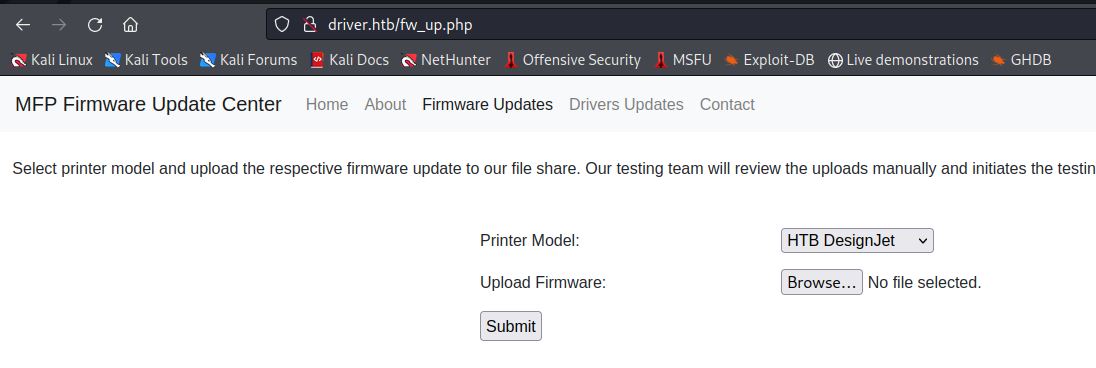 driver.htb/fw_up.php
Kali Linux Kali Tools Kali Forums Kali Docs NetHunter Offensive Security MSFU Exploit-DB Live demonstrations GHDB
MFP Firmware Update Center Home About Firmware Updates Drivers Updates Contact
Select printer model and upload the respective firmware update to our file share. Our testing team will review the uploads manually and initiates the testin
Printer Model: HTB DesignJet
Upload Firmware: Browse... No file selected.
Submit